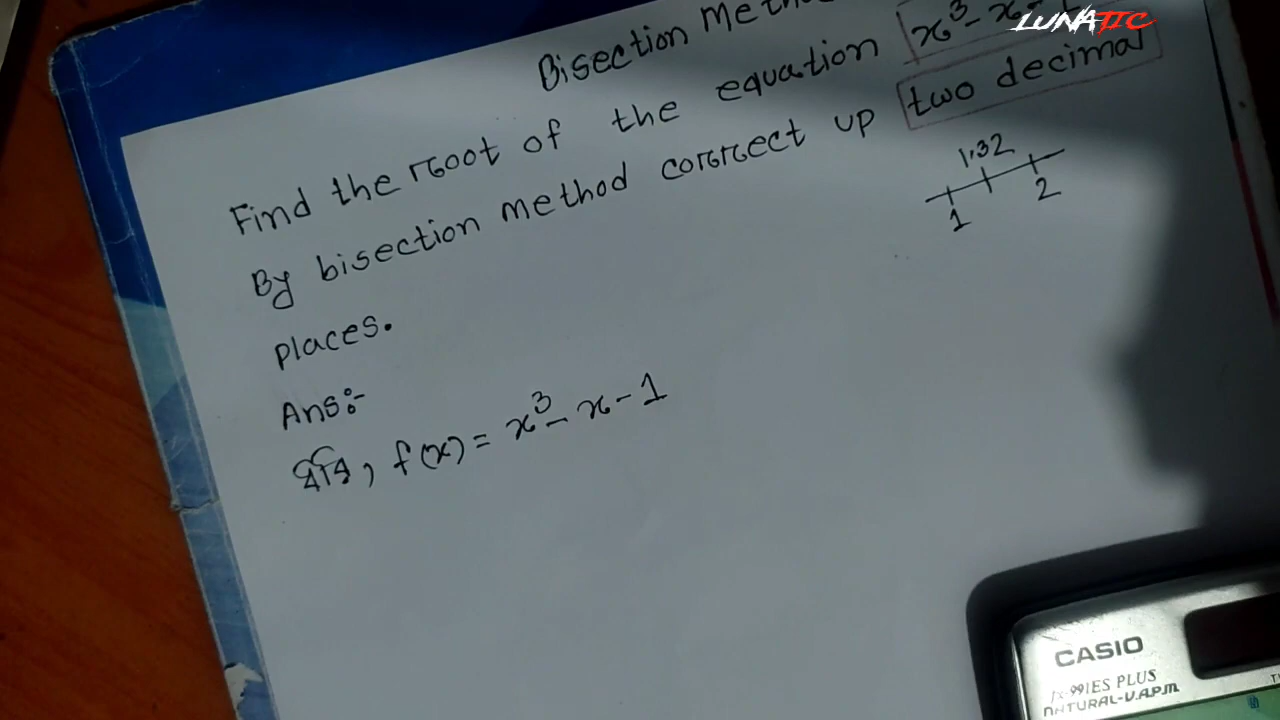 Bisection
Find the root of the equation x³ - x -
By bisection method correct up two decimal
places.
1.32
1 2
Ans:-
ধরি, f(x) = x³ - x - 1
LUNATIC
CASIO
fx-991ES PLUS
NATURAL-V.A.P.M